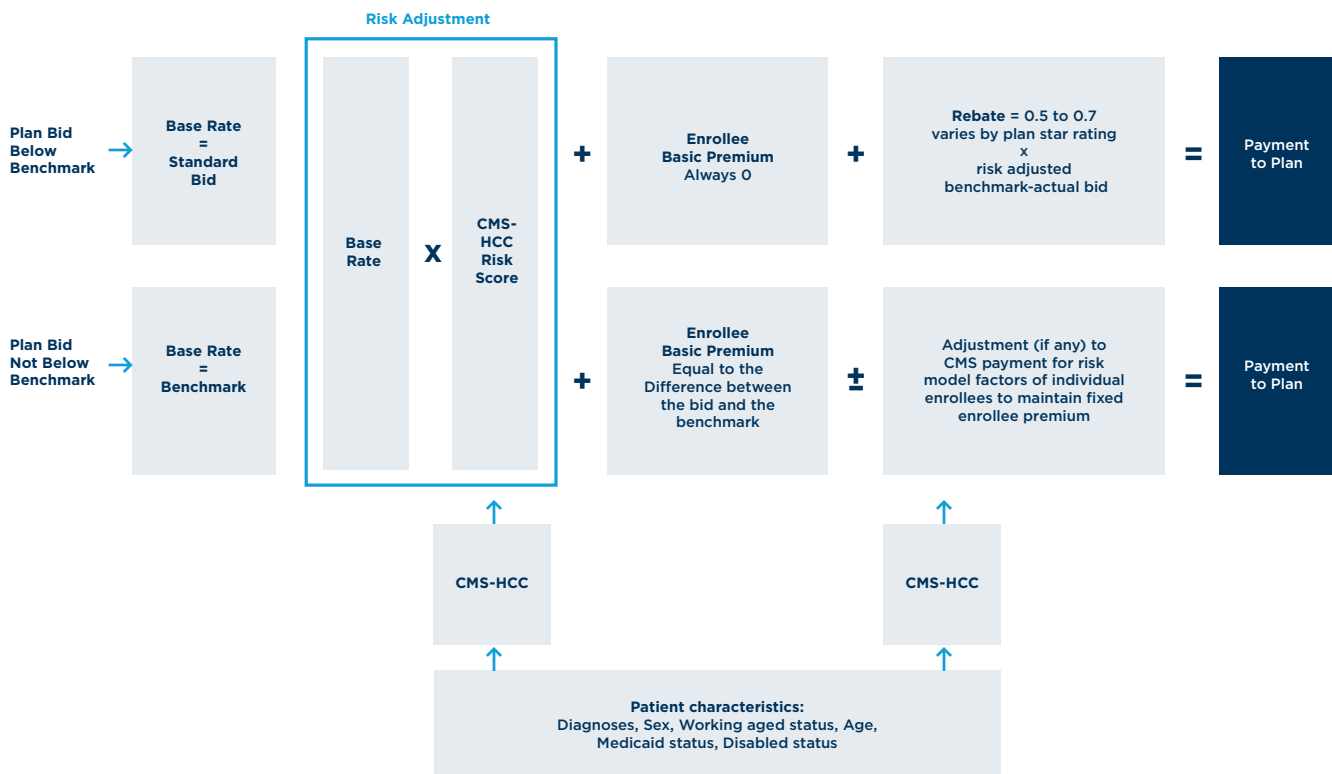 Risk Adjustment
Plan Bid
Below
Benchmark
Base Rate
=
Standard
Bid
Base
Rate
X
CMS-
HCC
Risk
Score
+
Enrollee
Basic Premium
Always 0
+
Rebate = 0.5 to 0.7
varies by plan star rating
x
risk adjusted
benchmark-actual bid
=
Payment
to Plan
Plan Bid
Not Below
Benchmark
Base Rate
=
Benchmark
+
Enrollee
Basic Premium
Equal to the
Difference between
the bid and the
benchmark
±
Adjustment (if any) to
CMS payment for risk
model factors of individual
enrollees to maintain fixed
enrollee premium
=
Payment
to Plan
CMS-HCC
CMS-HCC
Patient characteristics:
Diagnoses, Sex, Working aged status, Age,
Medicaid status, Disabled status